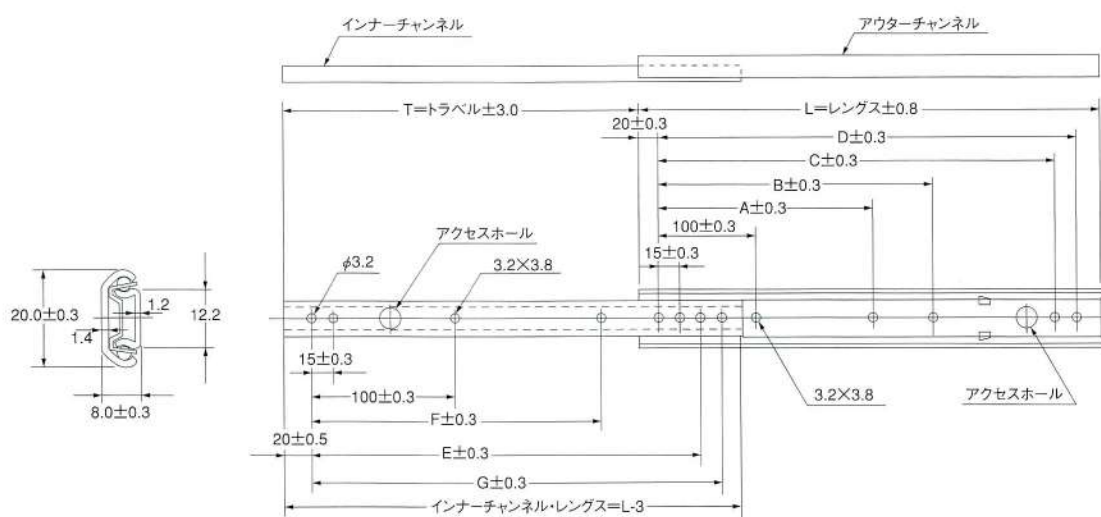 インナーチャンネル
アウターチャンネル
T=トラベル±3.0
L=レングス±0.8
20±0.3
D±0.3
C±0.3
B±0.3
A±0.3
100±0.3
15±0.3
アクセスホール
φ3.2
3.2×3.8
20.0±0.3
1.2
12.2
1.4
8.0±0.3
15±0.3
100±0.3
3.2×3.8
アクセスホール
F±0.3
20±0.5
E±0.3
G±0.3
インナーチャンネル・レングス=L-3